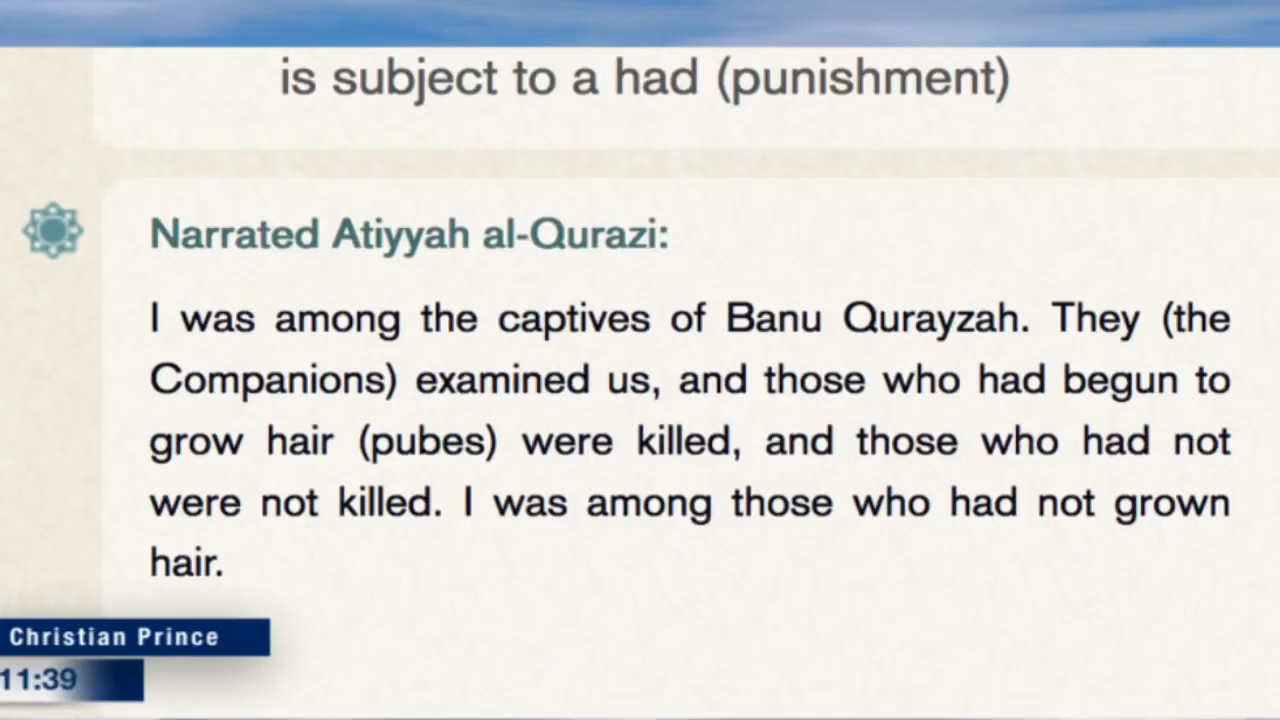 is subject to a had (punishment)
Narrated Atiyyah al-Qurazi:
I was among the captives of Banu Qurayzah. They (the
Companions) examined us, and those who had begun to
grow hair (pubes) were killed, and those who had not
were not killed. I was among those who had not grown
hair.
Christian Prince
11:39